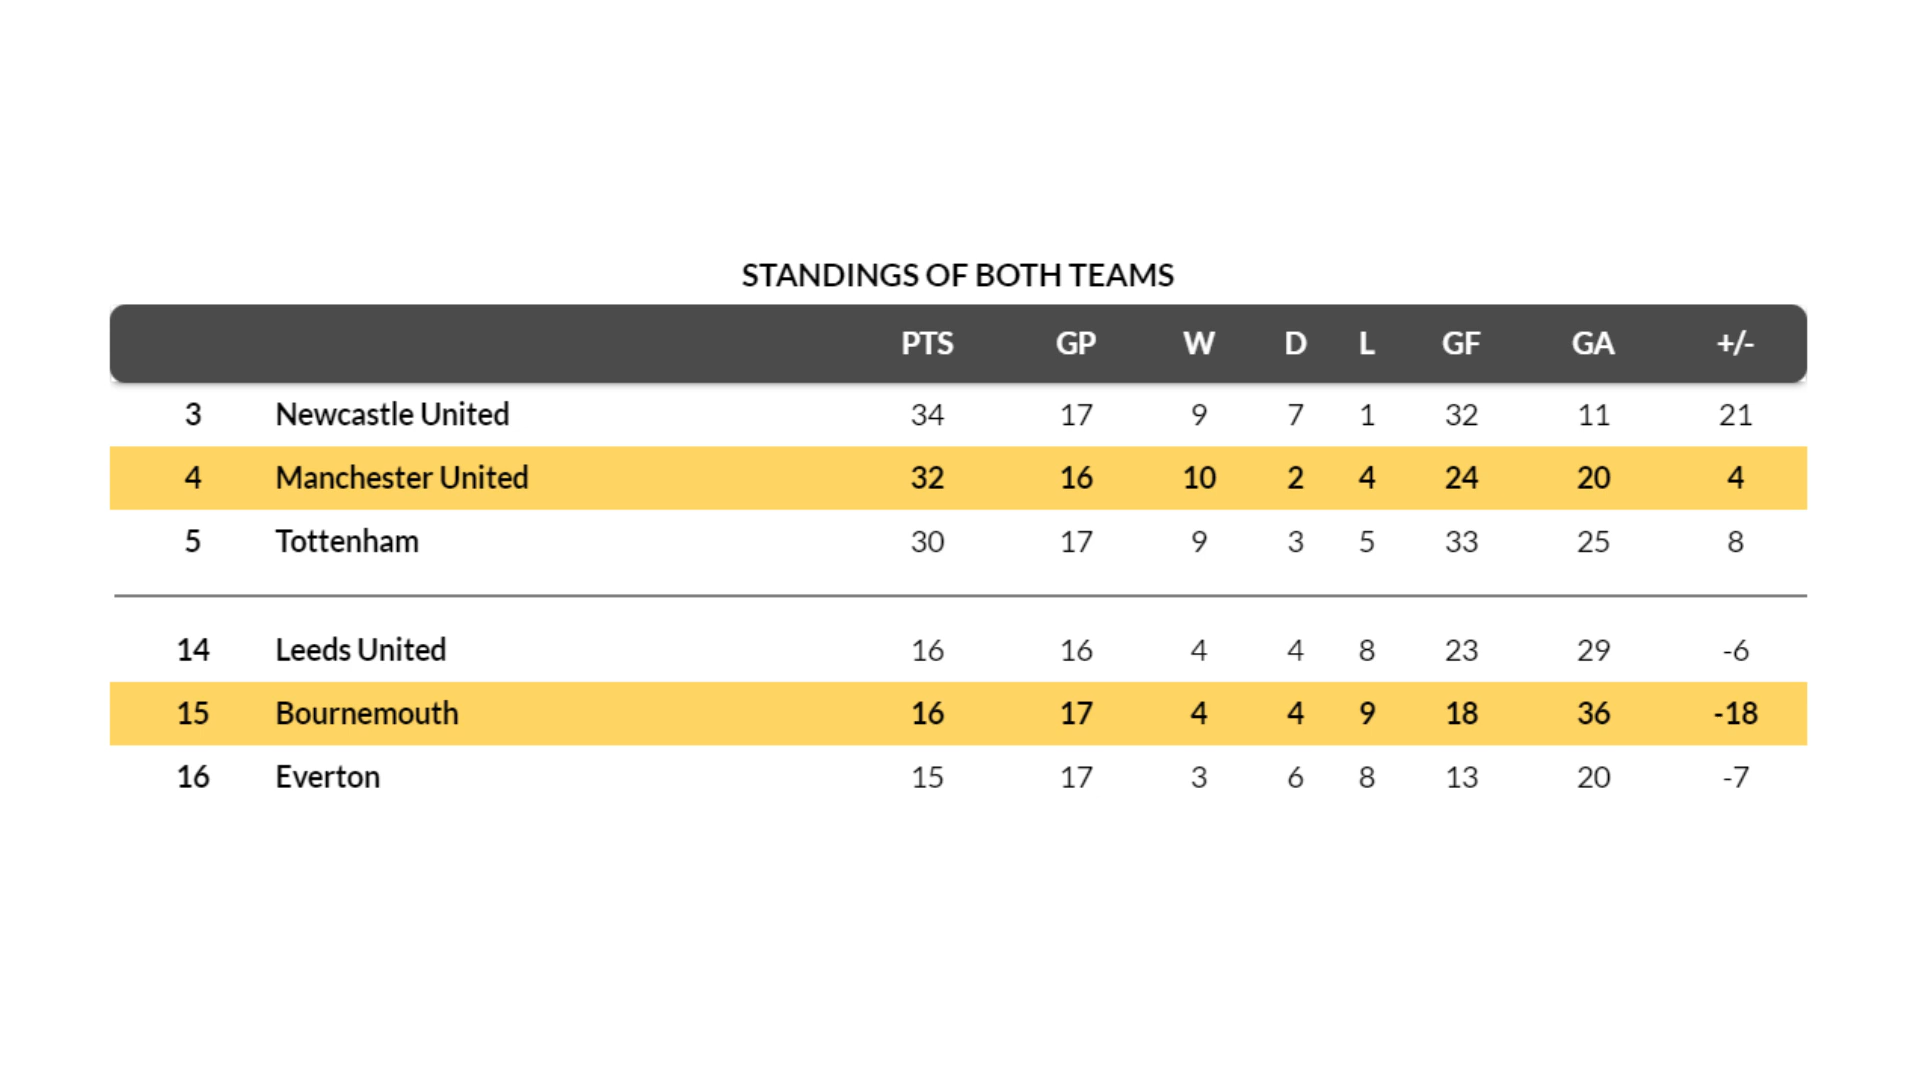 STANDINGS OF BOTH TEAMS
PTS GP W D L GF GA +/-
3 Newcastle United 34 17 9 7 1 32 11 21
4 Manchester United 32 16 10 2 4 24 20 4
5 Tottenham 30 17 9 3 5 33 25 8
14 Leeds United 16 16 4 4 8 23 29 -6
15 Bournemouth 16 17 4 4 9 18 36 -18
16 Everton 15 17 3 6 8 13 20 -7